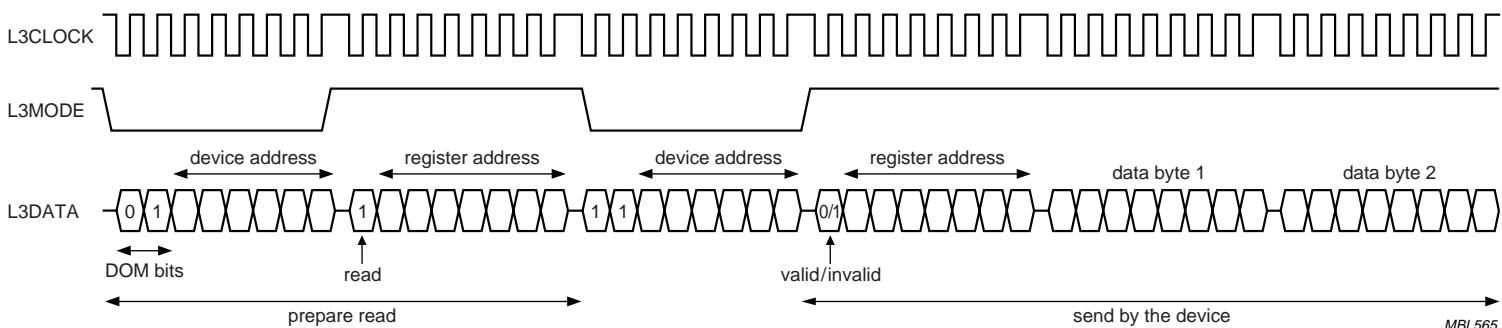 L3CLOCK
L3MODE
device address register address device address register address data byte 1 data byte 2
L3DATA 0 1 1 1 1 0/1
DOM bits read valid/invalid
prepare read send by the device
MBL565